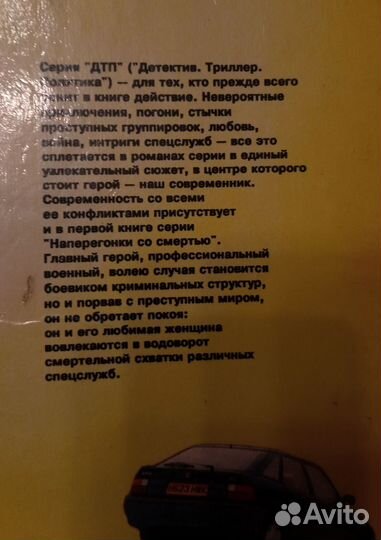 Серия "ДТП" ("Детектив. Триллер.
Политика") — для тех, кто прежде всего
ценит в книге действие. Невероятные
приключения, погони, стычки
преступных группировок, любовь,
война, интриги спецслужб — все это
сплетается в романах серии в единый
увлекательный сюжет, в центре которого
стоит герой — наш современник.
Современность со всеми
ее конфликтами присутствует
и в первой книге серии
"Наперегонки со смертью".
Главный герой, профессиональный
военный, волею случая становится
боевиком криминальных структур,
но и порвав с преступным миром,
он не обретает покоя:
он и его любимая женщина
вовлекаются в водоворот
смертельной схватки различных
спецслужб.
Avito